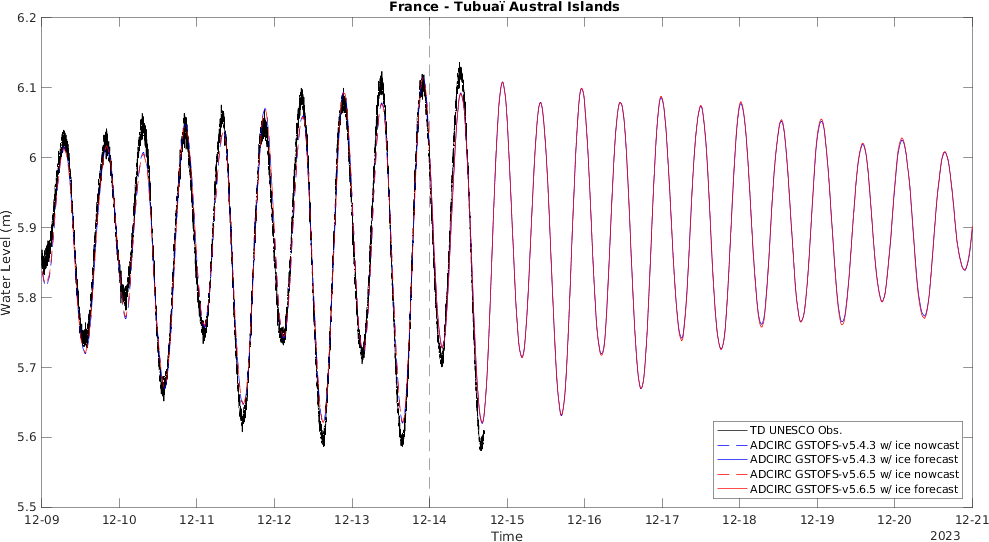 France - Tubuaï Austral Islands
Water Level (m)
6.2
6.1
6
5.9
5.8
5.7
5.6
5.5
TD UNESCO Obs.
ADCIRC GSTOFS-v5.4.3 w/ ice nowcast
ADCIRC GSTOFS-v5.4.3 w/ ice forecast
ADCIRC GSTOFS-v5.6.5 w/ ice nowcast
ADCIRC GSTOFS-v5.6.5 w/ ice forecast
12-09 12-10 12-11 12-12 12-13 12-14 12-15 12-16 12-17 12-18 12-19 12-20 12-21
Time
2023